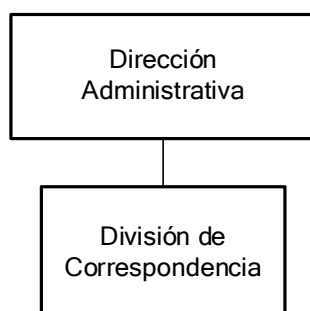 Dirección
Administrativa
División de
Correspondencia